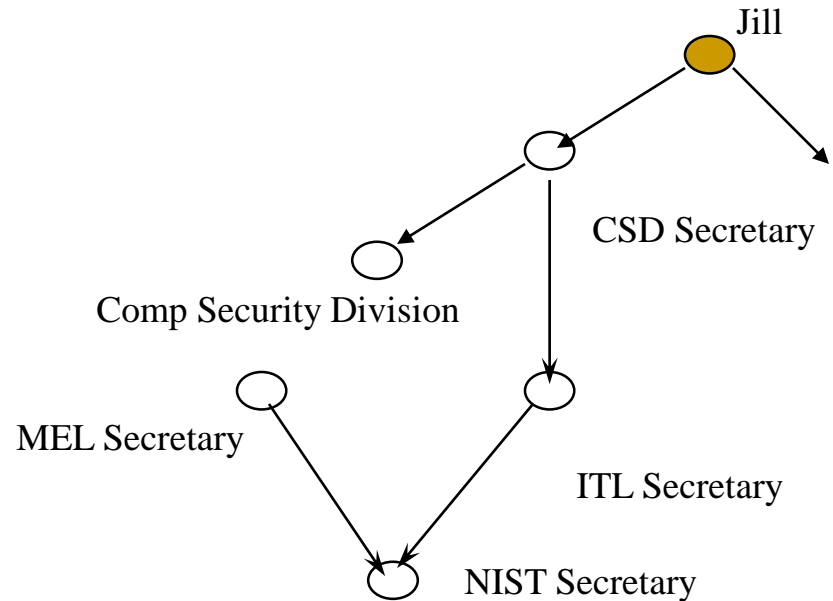 Jill
CSD Secretary
Comp Security Division
MEL Secretary
ITL Secretary
NIST Secretary